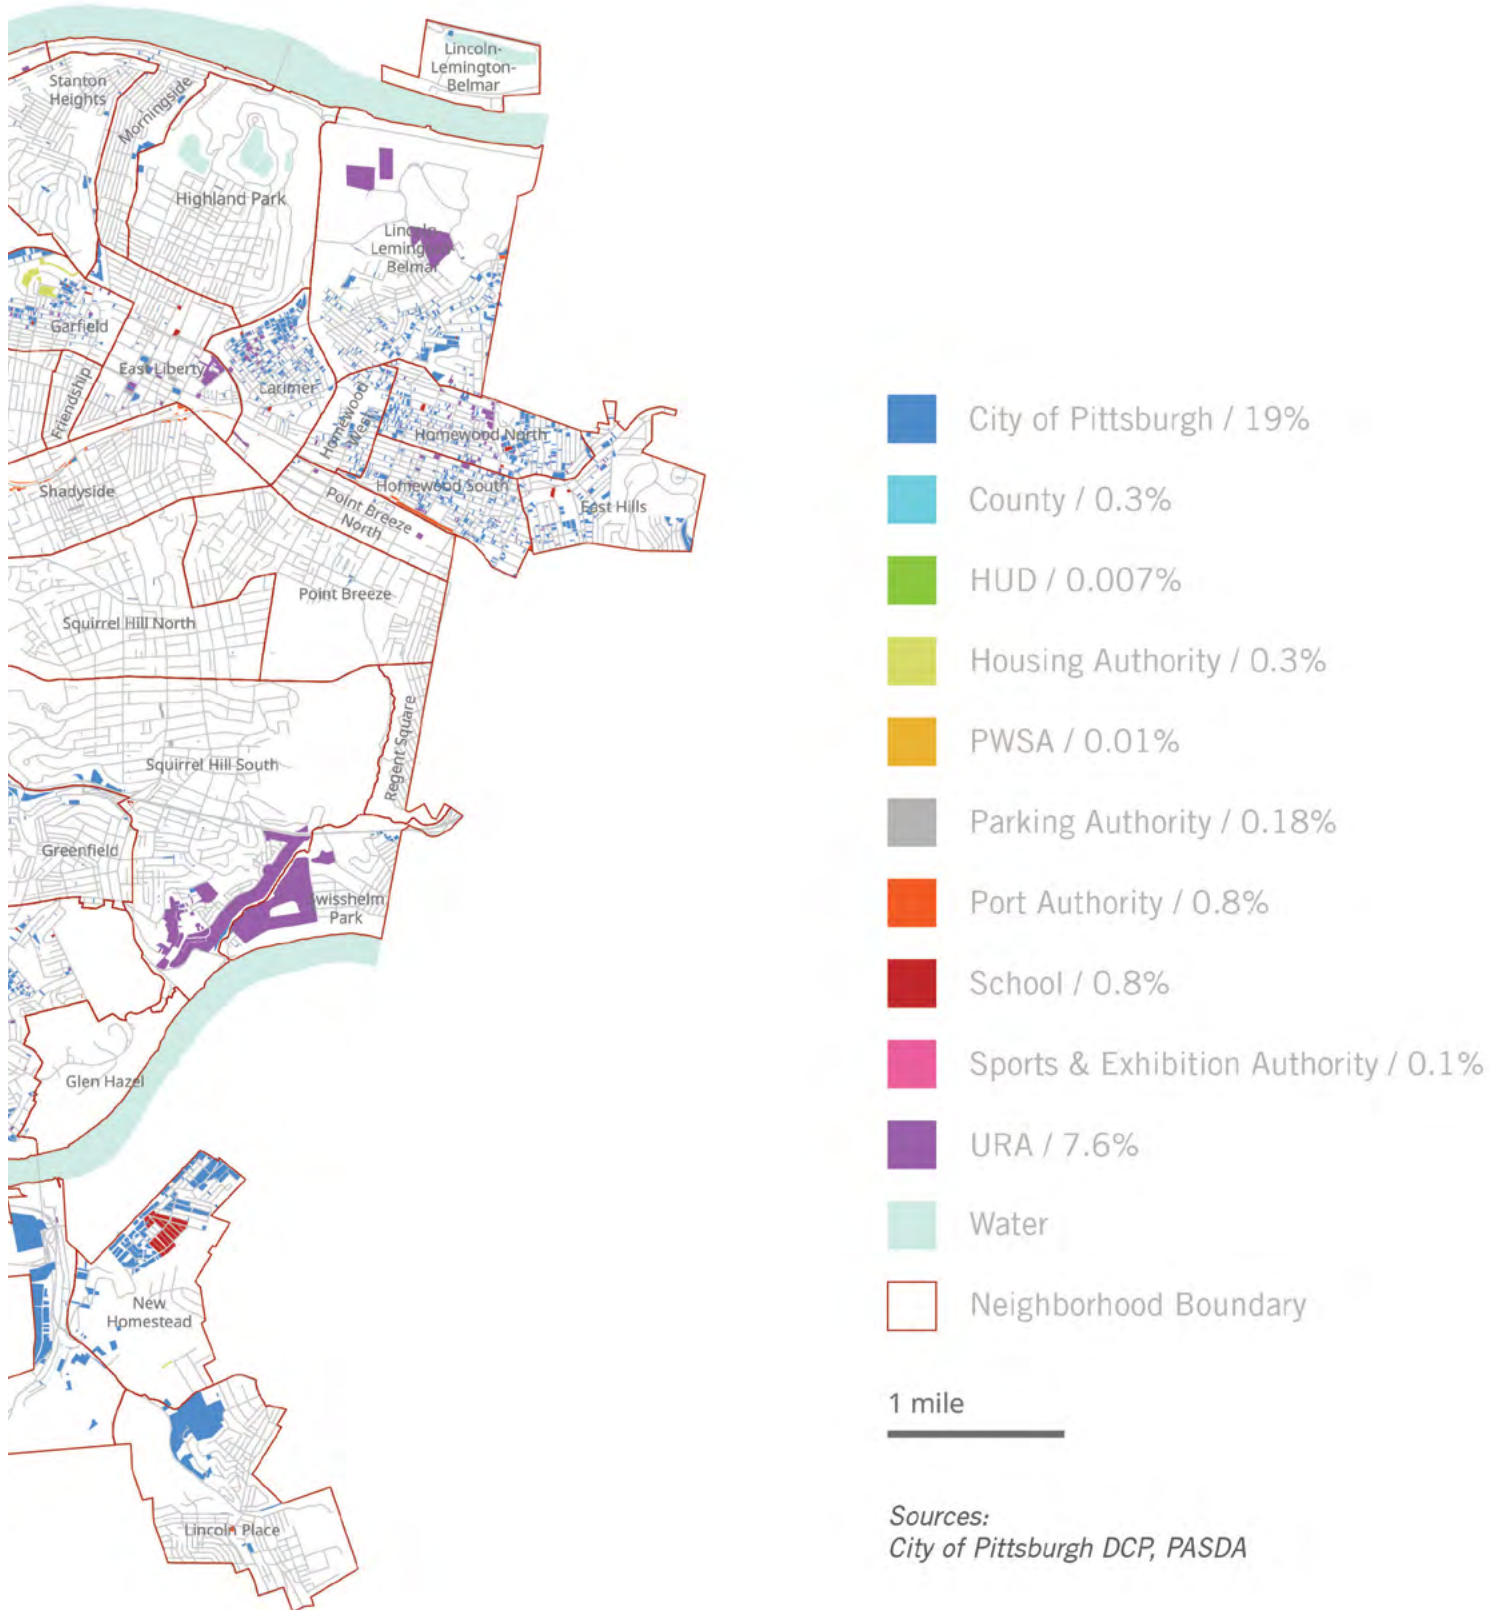 Lincoln-
Lemington-
Belmar
Stanton
Heights
Morningside
Highland Park
Lincoln-
Lemington-
Belmar
Garfield
East Liberty
Friendship
Larimer
Homewood
West
Homewood North
Shadyside
Homewood South
Point Breeze
North
East Hills
Point Breeze
Squirrel Hill North
Regent Square
Squirrel Hill South
Greenfield
wisshelm
Park
Glen Hazel
New
Homestead
Lincoln Place
City of Pittsburgh / 19%
County / 0.3%
HUD / 0.007%
Housing Authority / 0.3%
PWSA / 0.01%
Parking Authority / 0.18%
Port Authority / 0.8%
School / 0.8%
Sports & Exhibition Authority / 0.1%
URA / 7.6%
Water
Neighborhood Boundary
1 mile
Sources:
City of Pittsburgh DCP, PASDA